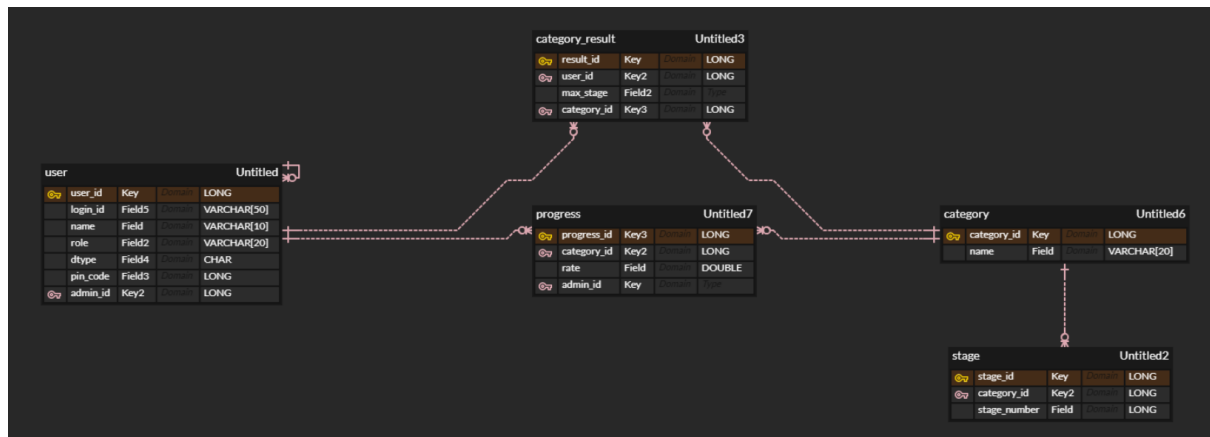 category_result Untitled3
result_id Key Domain LONG
user_id Key2 Domain LONG
max_stage Field2 Domain Type
category_id Key3 Domain LONG
user Untitled
user_id Key Domain LONG
login_id Field5 Domain VARCHAR[50]
name Field Domain VARCHAR[10]
role Field2 Domain VARCHAR[20]
dtype Field4 Domain CHAR
pin_code Field3 Domain LONG
admin_id Key2 Domain LONG
progress Untitled7
progress_id Key3 Domain LONG
category_id Key2 Domain LONG
rate Field Domain DOUBLE
admin_id Key Domain Type
category Untitled6
category_id Key Domain LONG
name Field Domain VARCHAR[20]
stage Untitled2
stage_id Key Domain LONG
category_id Key2 Domain LONG
stage_number Field Domain LONG